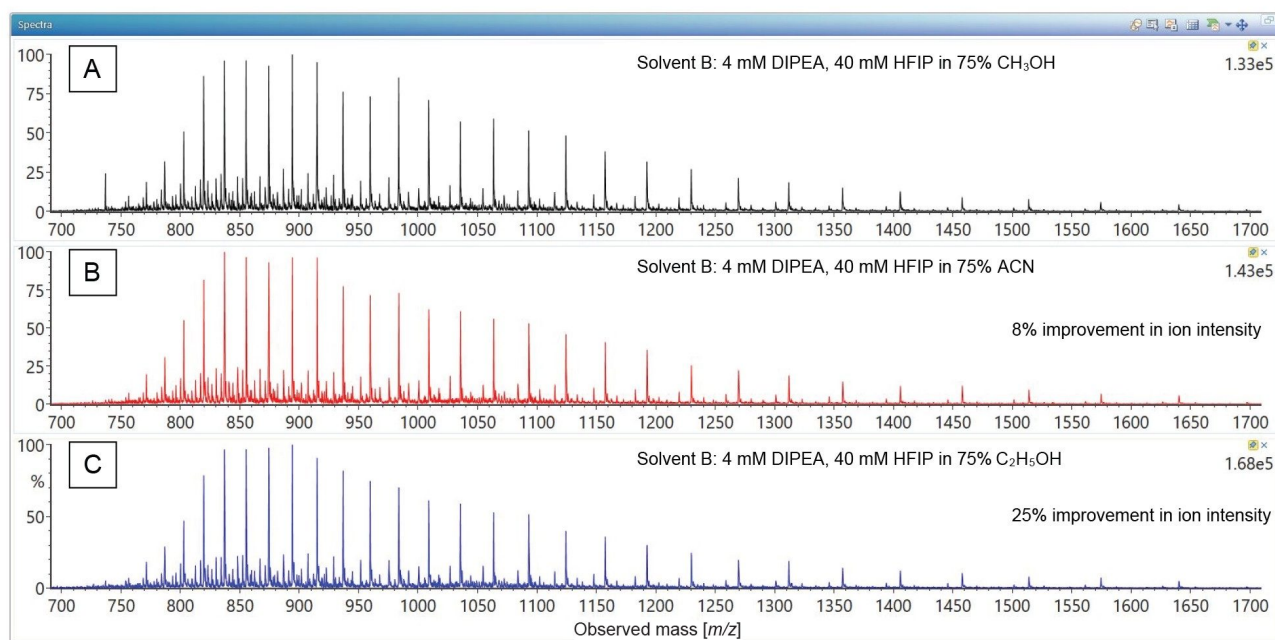 Spectra
A
Solvent B: 4 mM DIPEA, 40 mM HFIP in 75% CH₃OH
1.33e5
100
75
50
25
0
700 750 800 850 900 950 1000 1050 1100 1150 1200 1250 1300 1350 1400 1450 1500 1550 1600 1650 1700
B
Solvent B: 4 mM DIPEA, 40 mM HFIP in 75% ACN
1.43e5
8% improvement in ion intensity
100
75
50
25
0
700 750 800 850 900 950 1000 1050 1100 1150 1200 1250 1300 1350 1400 1450 1500 1550 1600 1650 1700
C
Solvent B: 4 mM DIPEA, 40 mM HFIP in 75% C₂H₅OH
1.68e5
25% improvement in ion intensity
100
%
50
0
700 750 800 850 900 950 1000 1050 1100 1150 1200 1250 1300 1350 1400 1450 1500 1550 1600 1650 1700
Observed mass [m/z]